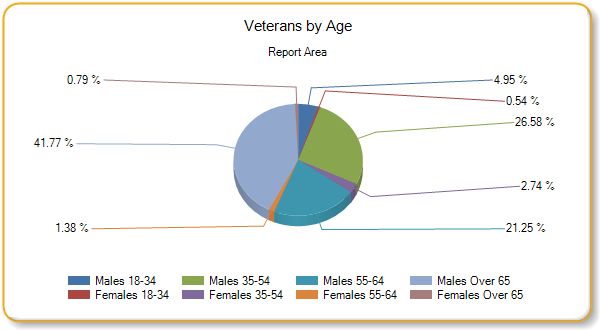 Veterans by Age
Report Area
0.79 %
4.95 %
0.54 %
26.58 %
41.77 %
2.74 %
1.38 %
21.25 %
Males 18-34 Males 35-54 Males 55-64 Males Over 65
Females 18-34 Females 35-54 Females 55-64 Females Over 65